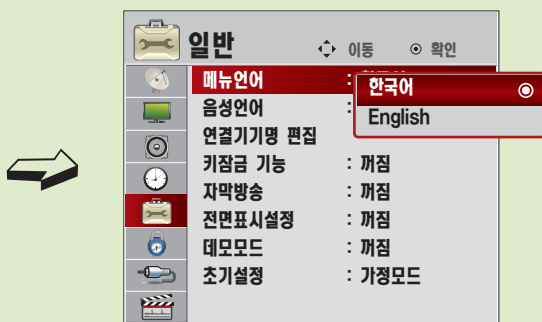 일반 이동 확인
메뉴언어 :
한국어
English
음성언어 :
연결기기명 편집
키잠금 기능 : 꺼짐
자막방송 : 꺼짐
전면표시설정 : 꺼짐
데모모드 : 꺼짐
초기설정 : 가정모드